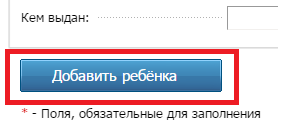 Кем выдан:
Добавить ребёнка
* - Поля, обязательные для заполнения